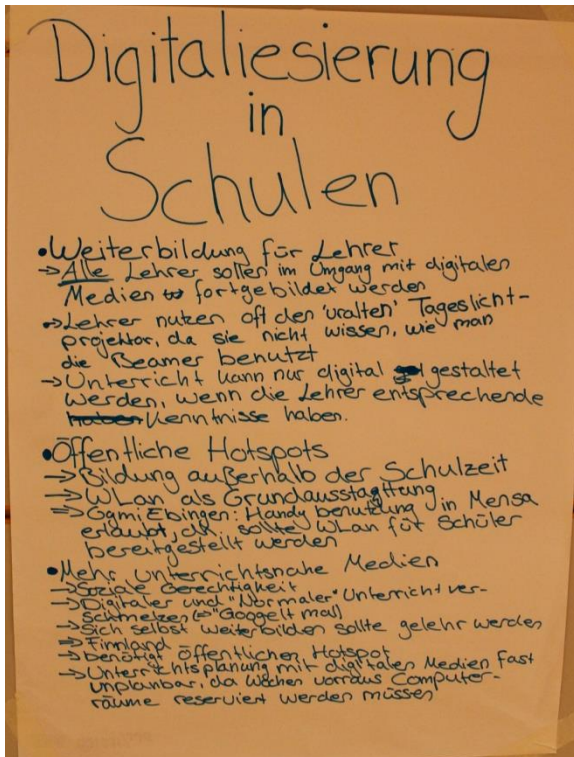 Digitaliesierung
in
Schulen
• Weiterbildung für Lehrer
→ Alle Lehrer sollen im Umgang mit digitalen
Medien fortgebildet werden
→ Lehrer nutzen oft den 'uralten' Tageslicht-
projektor, da sie nicht wissen, wie man
die Beamer benutzt
→ Unterricht kann nur digital gestaltet
werden, wenn die Lehrer entsprechende
haben Kenntnisse haben.
• Öffentliche Hotspots
→ Bildung außerhalb der Schulzeit
→ WLan als Grundausstattung
→ Ebingen: Handy benutzung in Mensa
erlaubt, sollte WLan für Schüler
bereitgestellt werden
• Mehr unterrichtsnahe Medien
→ Soziale Gerechtigkeit
→ Digitaler und "Normaler" Unterricht ver-
schmelzen (→ "Googelt mal)
→ Sich selbst weiterbilden sollte gelehrt werden
→ Finnland
→ benötigt öffentlichen Hotspot
→ Unterrichtsplanung mit digitalen Medien fast
unplanbar, da Wochen vorraus Computer-
räume reserviert werden müssen